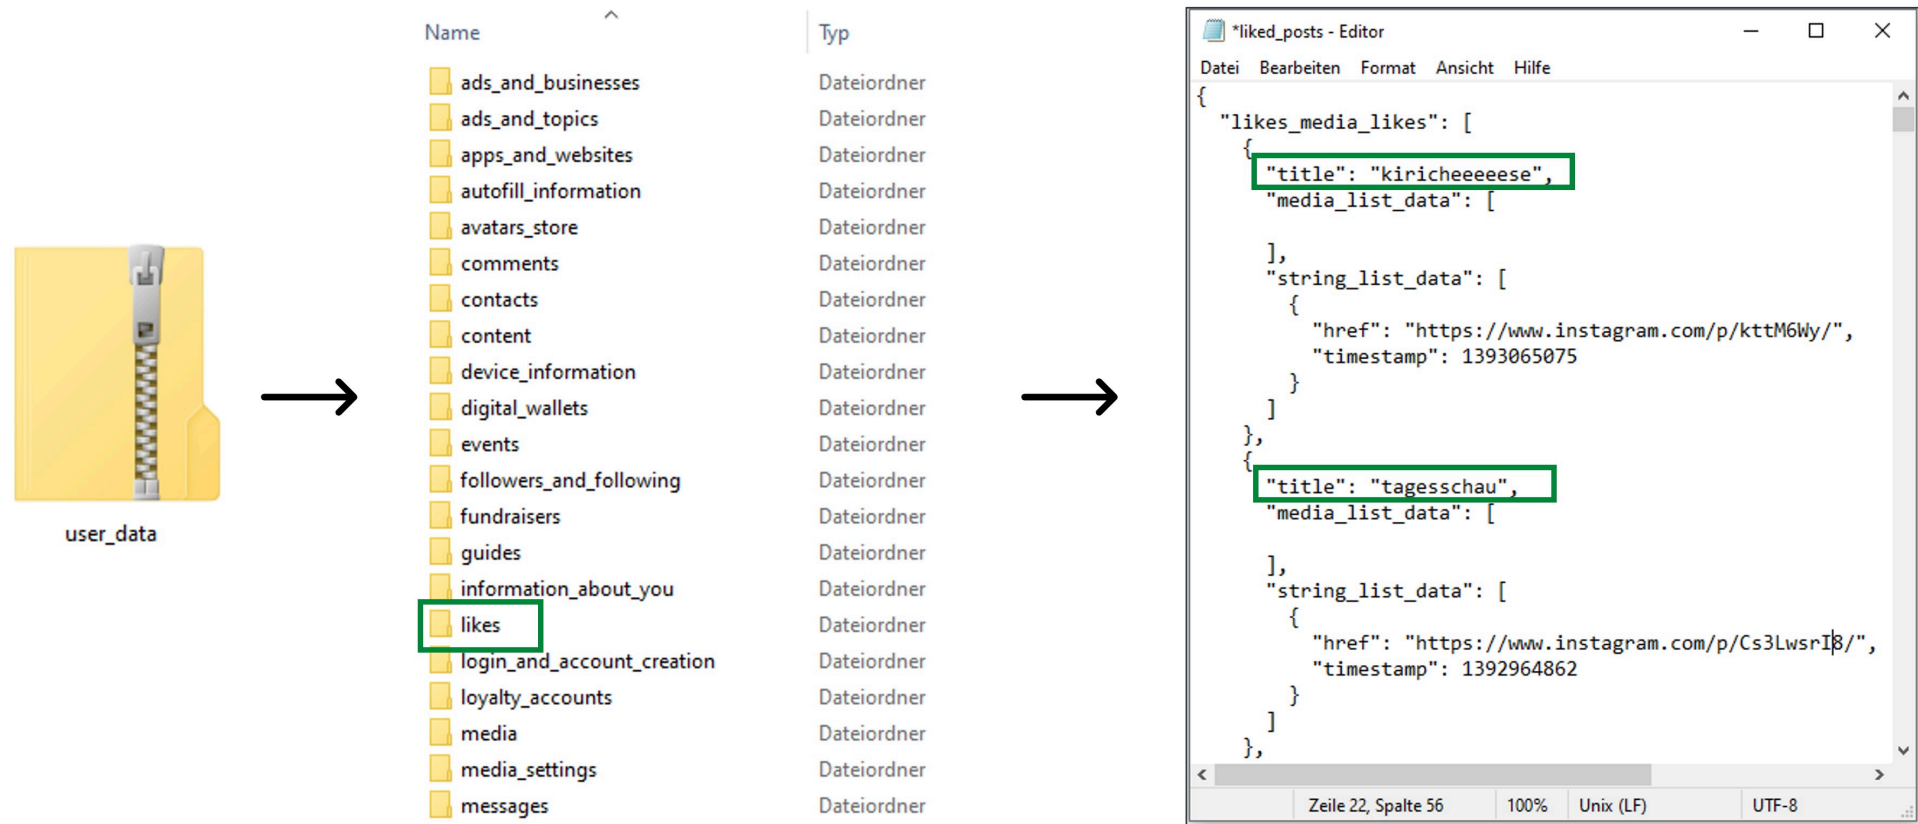 user_data
Name Typ
ads_and_businesses Dateiordner
ads_and_topics Dateiordner
apps_and_websites Dateiordner
autofill_information Dateiordner
avatars_store Dateiordner
comments Dateiordner
contacts Dateiordner
content Dateiordner
device_information Dateiordner
digital_wallets Dateiordner
events Dateiordner
followers_and_following Dateiordner
fundraisers Dateiordner
guides Dateiordner
information_about_you Dateiordner
likes Dateiordner
login_and_account_creation Dateiordner
loyalty_accounts Dateiordner
media Dateiordner
media_settings Dateiordner
messages Dateiordner
*liked_posts - Editor
Datei Bearbeiten Format Ansicht Hilfe
{
"likes_media_likes": [
{
"title": "kiricheeeeese",
"media_list_data": [
],
"string_list_data": [
{
"href": "https://www.instagram.com/p/kttM6Wy/",
"timestamp": 1393065075
}
]
},
{
"title": "tagesschau",
"media_list_data": [
],
"string_list_data": [
{
"href": "https://www.instagram.com/p/Cs3LwsrI8/",
"timestamp": 1392964862
}
]
},
Zeile 22, Spalte 56 100% Unix (LF) UTF-8